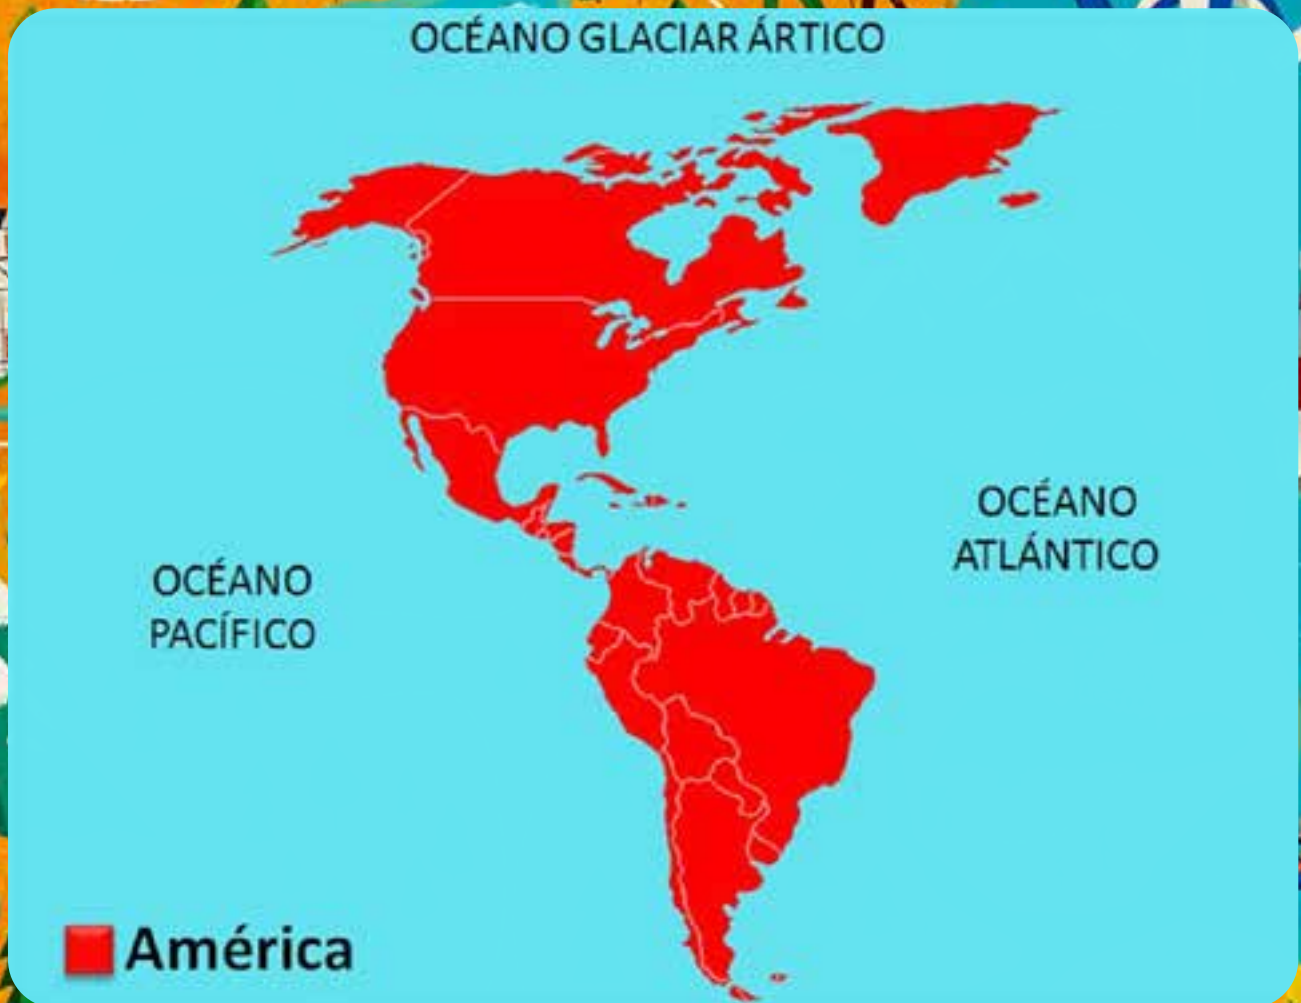 OCÉANO GLACIAR ÁRTICO
OCÉANO
ATLÁNTICO
OCÉANO
PACÍFICO
América